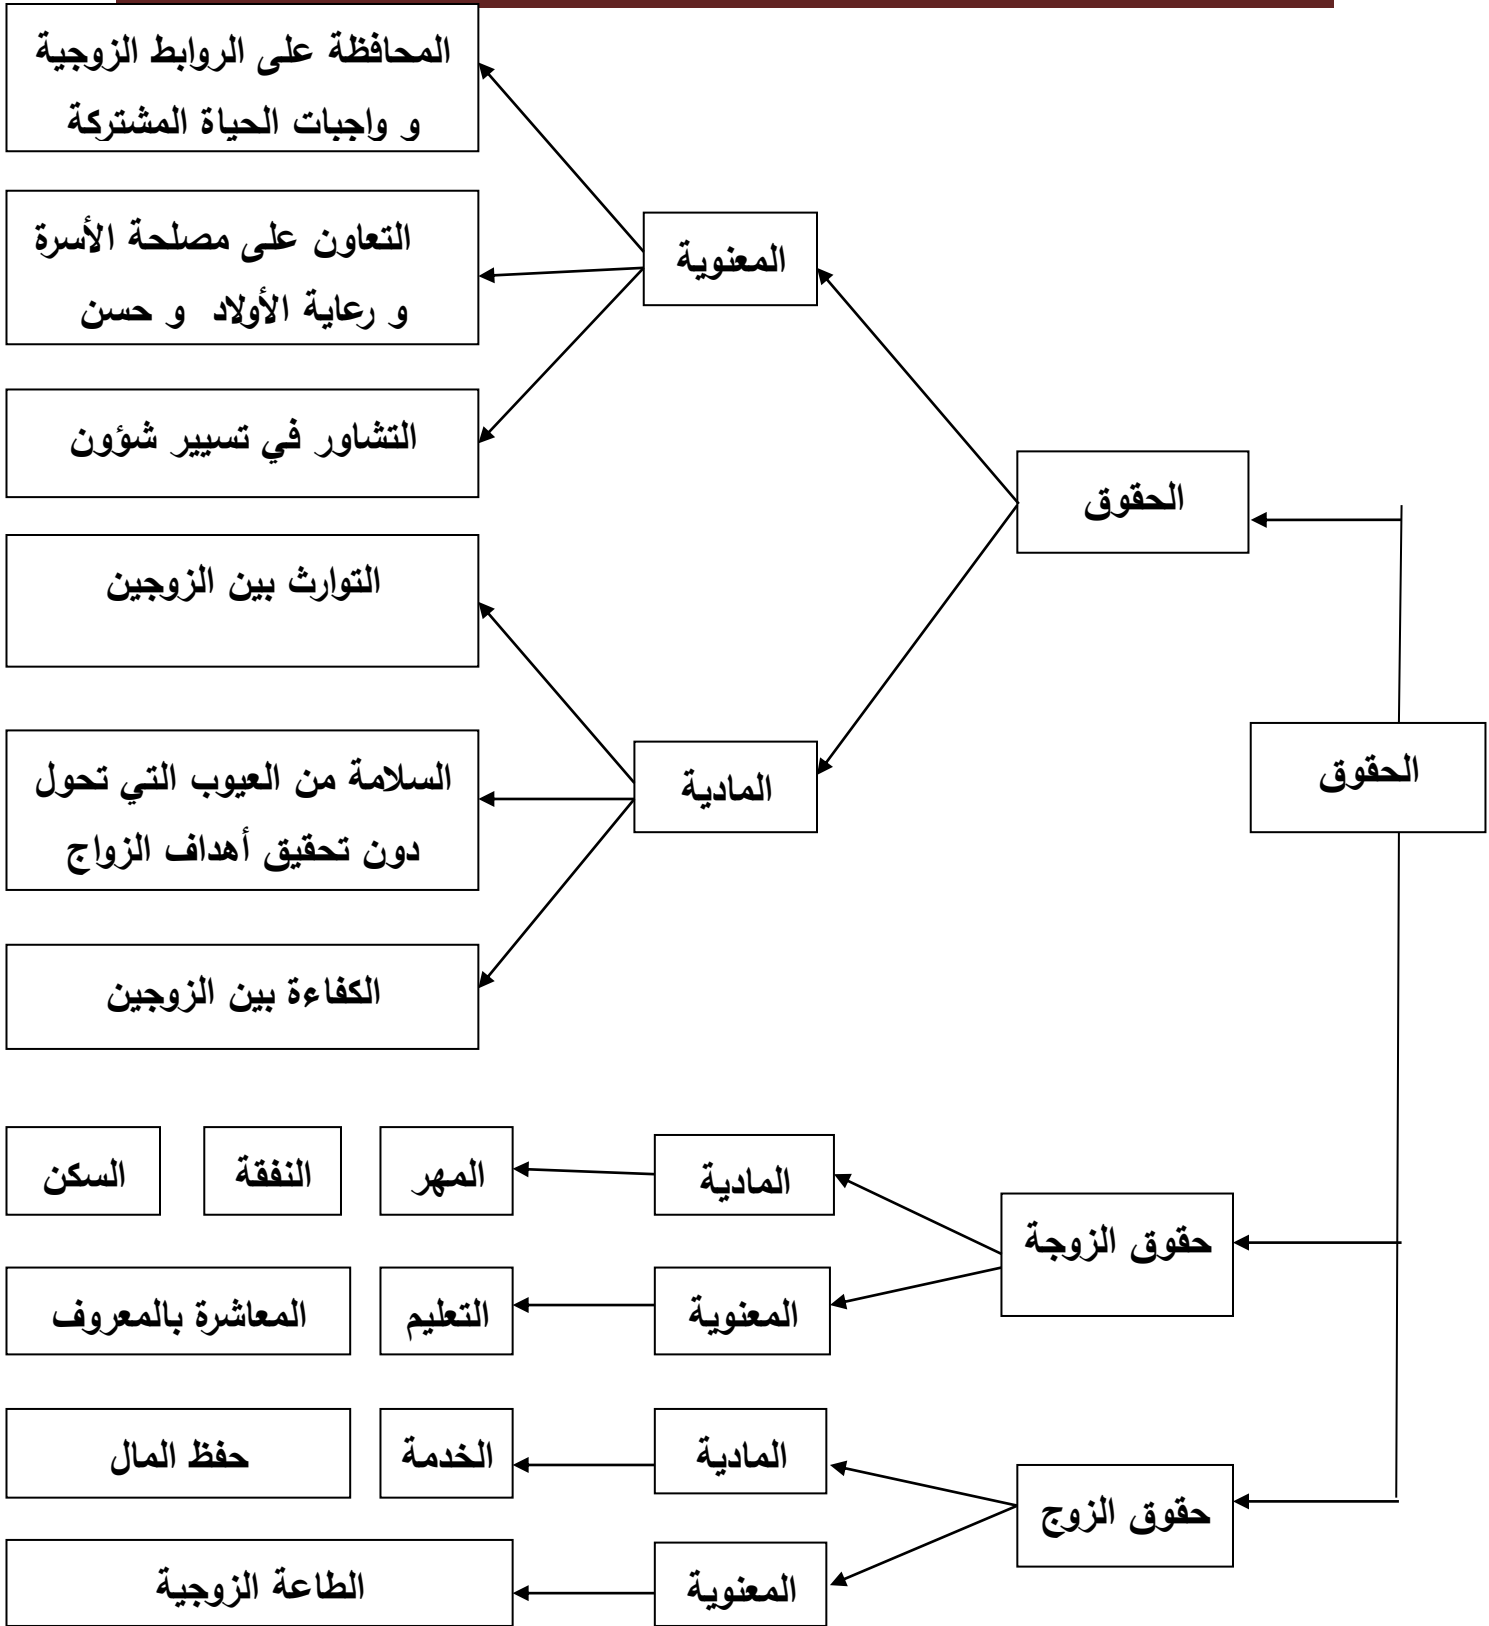 المحافظة على الروابط الزوجية
و واجبات الحياة المشتركة
التعاون على مصلحة الأسرة
و رعاية الأولاد و حسن
المعنوية
التشاور في تسيير شؤون
الحقوق
التوارث بين الزوجين
الحقوق
المادية
السلامة من العيوب التي تحول
دون تحقيق أهداف الزواج
الكفاءة بين الزوجين
حقوق الزوجة
المادية
المهر
النفقة
السكن
المعنوية
التعليم
المعاشرة بالمعروف
حقوق الزوج
المادية
الخدمة
حفظ المال
المعنوية
الطاعة الزوجية